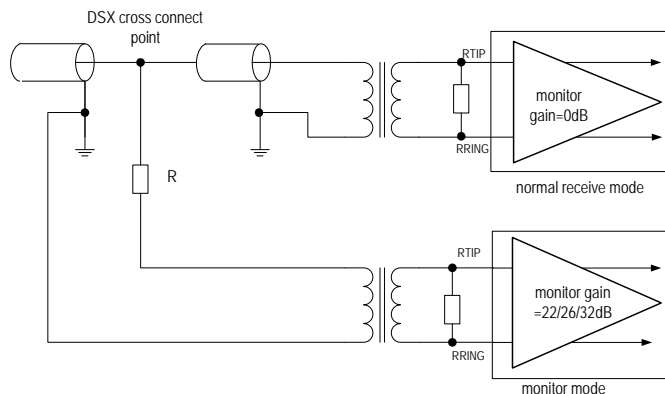 DSX cross connect
point
RTIP
monitor
gain=0dB
RRING
normal receive mode
R
RTIP
monitor gain
=22/26/32dB
RRING
monitor mode